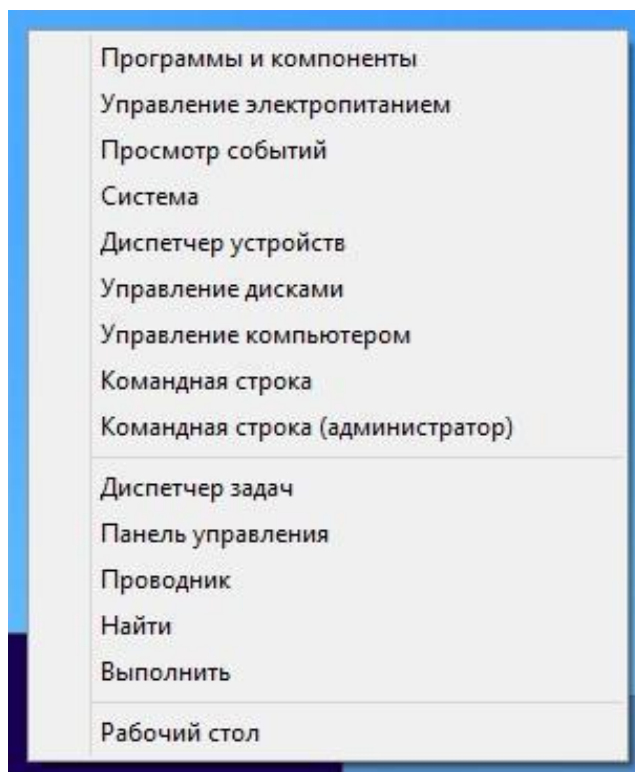 Программы и компоненты
Управление электропитанием
Просмотр событий
Система
Диспетчер устройств
Управление дисками
Управление компьютером
Командная строка
Командная строка (администратор)
Диспетчер задач
Панель управления
Проводник
Найти
Выполнить
Рабочий стол